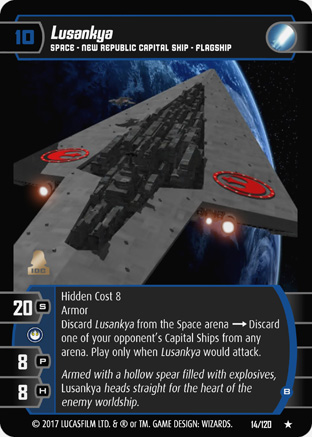 10
Lusankya
SPACE - NEW REPUBLIC CAPITAL SHIP - FLAGSHIP
IDC
20 S
8 P
8 H
Hidden Cost 8
Armor
Discard Lusankya from the Space arena → Discard
one of your opponent's Capital Ships from any
arena. Play only when Lusankya would attack.
Armed with a hollow spear filled with explosives,
Lusankya heads straight for the heart of the
enemy worldship.
B
© 2017 LUCASFILM LTD. & ® or TM. GAME DESIGN: WIZARDS. 14/120 ★